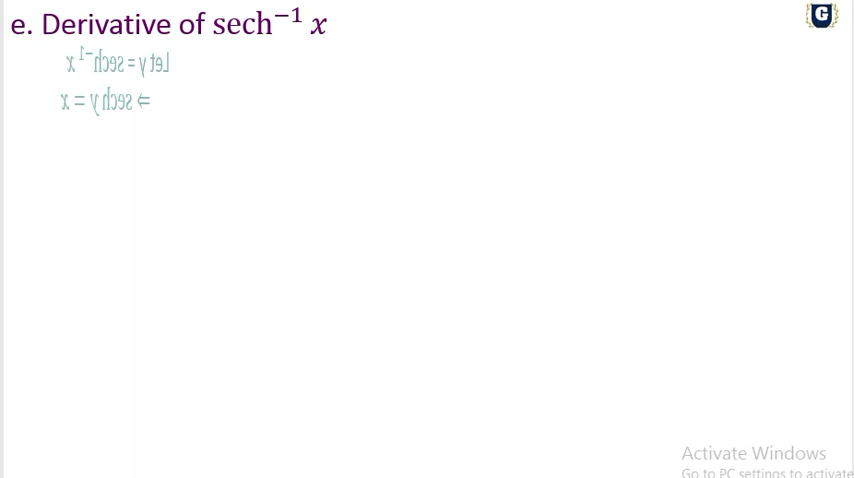 e. Derivative of sech⁻¹ x
G
Let y = sech⁻¹ x
⇒ sech y = x
Activate Windows
Go to PC settings to activate